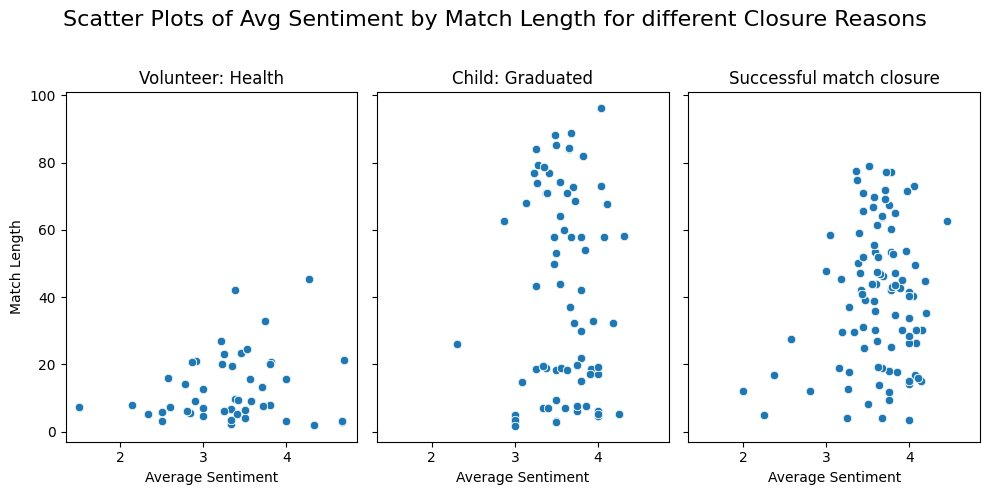 Scatter Plots of Avg Sentiment by Match Length for different Closure Reasons
Volunteer: Health
Child: Graduated
Successful match closure
100
80
60
40
20
0
Match Length
2 3 4
2 3 4
2 3 4
Average Sentiment
Average Sentiment
Average Sentiment